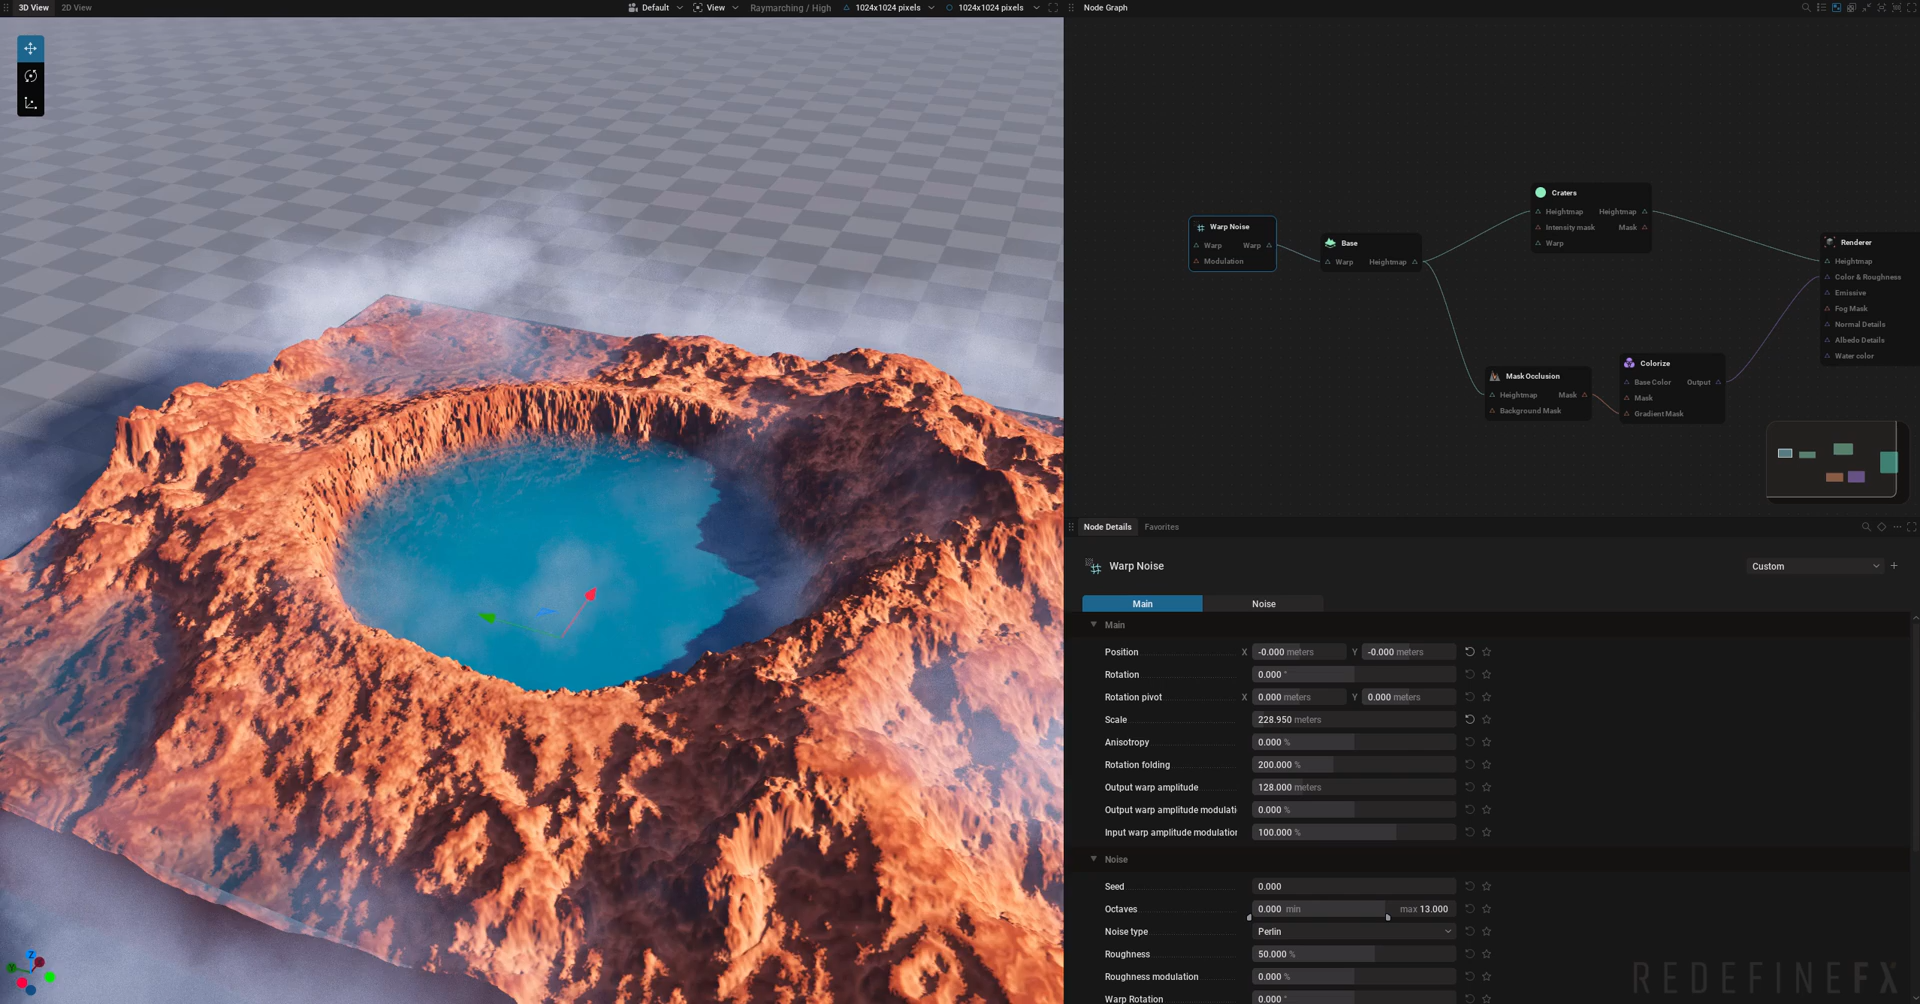 3D View 2D View Default View Raymarching / High 1024x1024 pixels 1024x1024 pixels
Node Graph
Craters
Heightmap Heightmap
Intensity mask Mask
Warp
Warp Noise
Warp Warp
Modulation
Base
Warp Heightmap
Renderer
Heightmap
Color & Roughness
Emissive
Fog Mask
Normal Details
Albedo Details
Water color
Mask Occlusion
Heightmap Mask
Background Mask
Colorize
Base Color Output
Mask
Gradient Mask
Node Details Favorites
Warp Noise Custom
Main Noise
Main
Position X -0.000 meters Y -0.000 meters
Rotation 0.000 °
Rotation pivot X 0.000 meters Y 0.000 meters
Scale 228.950 meters
Anisotropy 0.000 %
Rotation folding 200.000 %
Output warp amplitude 128.000 meters
Output warp amplitude modulati 0.000 %
Input warp amplitude modulation 100.000 %
Noise
Seed 0.000
Octaves 0.000 min max 13.000
Noise type Perlin
Roughness 50.000 %
Roughness modulation 0.000 %
Warp Rotation 0.000 °
REDEFINEFX
Z
Y